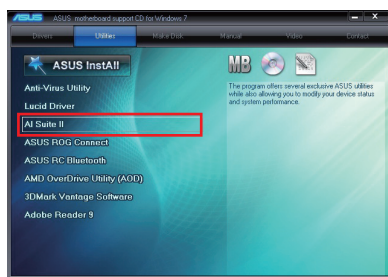 ASUS ASUS motherboard support CD for Windows 7
Drivers Utilities Make Disk Manual Video Contact
ASUS InstAll
MB
Anti-Virus Utility
Lucid Driver
AI Suite II
ASUS ROG Connect
ASUS RC Bluetooth
AMD OverDrive Utility (AOD)
3DMark Vantage Software
Adobe Reader 9
The program offers several exclusive ASUS utilities
while also allowing you to modify your device status
and system performance.